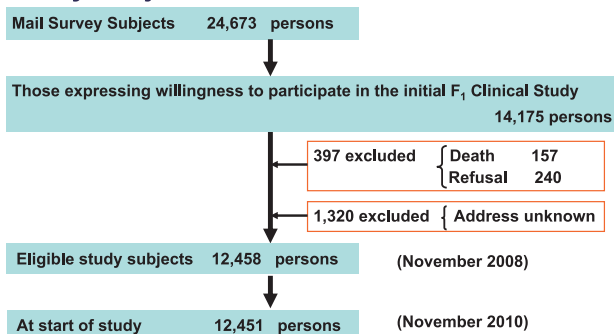 Mail Survey Subjects 24,673 persons
Those expressing willingness to participate in the initial F₁ Clinical Study
14,175 persons
397 excluded { Death 157
Refusal 240
1,320 excluded { Address unknown
Eligible study subjects 12,458 persons (November 2008)
At start of study 12,451 persons (November 2010)